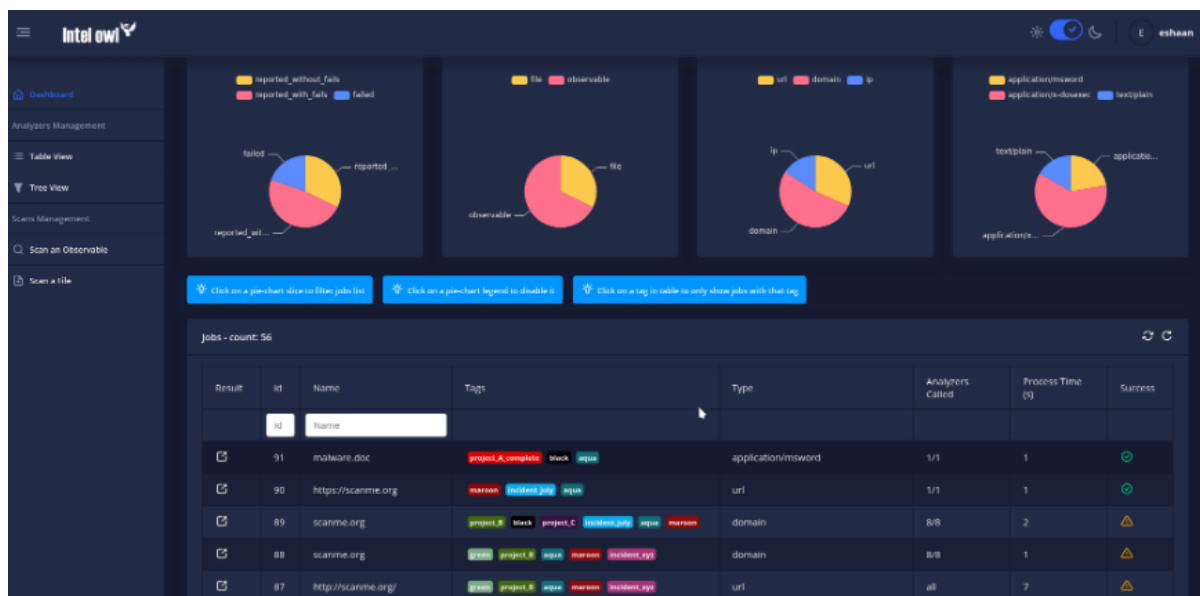 Intel owl
E eshaan
Dashboard
Analyzers Management
Table View
Tree View
Scans Management
Scan an Observable
Scan a File
reported_without_fails
reported_with_fails failed
failed
reported_...
reported_wit...
file observable
file
observable
url domain ip
ip
url
domain
application/msword
application/x-dosexec text/plain
text/plain
applicatio...
application/x...
Click on a pie-chart slice to filter jobs list
Click on a pie-chart legend to disable it
Click on a tag in table to only show jobs with that tag
Jobs - count: 56
Result Id Name Tags Type Analyzers Called Process Time (s) Success
Id Name
91 malware.doc project_A_complete black aqua application/msword 1/1 1
90 https://scanme.org maroon incident_july aqua url 1/1 1
89 scanme.org project_B black project_C incident_july aqua maroon domain 8/8 2
88 scanme.org green project_B aqua maroon incident_xyz domain 8/8 1
87 http://scanme.org/ green project_B aqua maroon incident_xyz url all 7